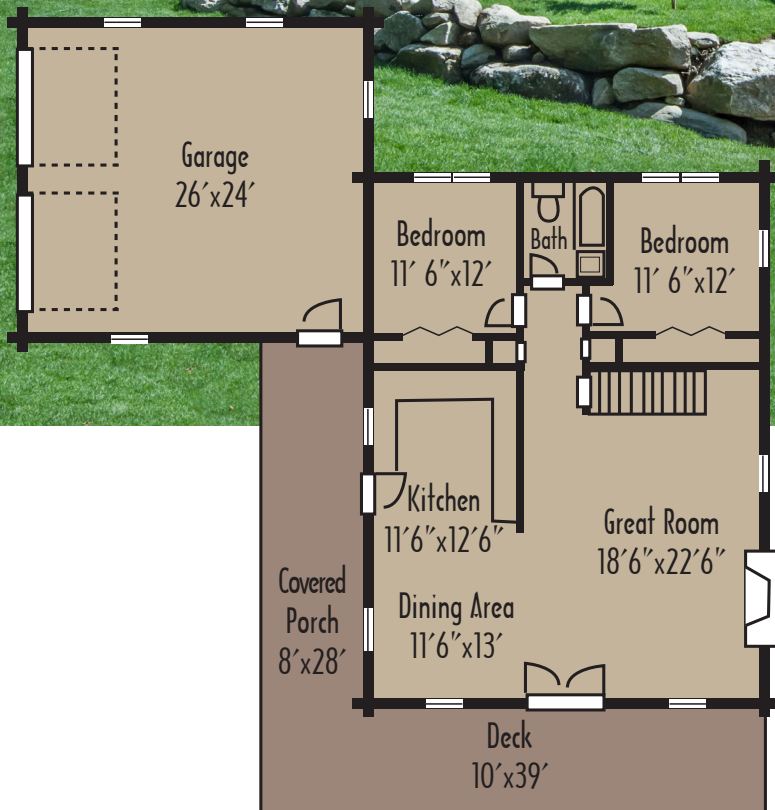 Garage
26′x24′
Bedroom
11′ 6″x12′
Bath
Bedroom
11′ 6″x12′
Kitchen
11′6″x12′6″
Great Room
18′6″x22′6″
Covered
Porch
8′x28′
Dining Area
11′6″x13′
Deck
10′x39′